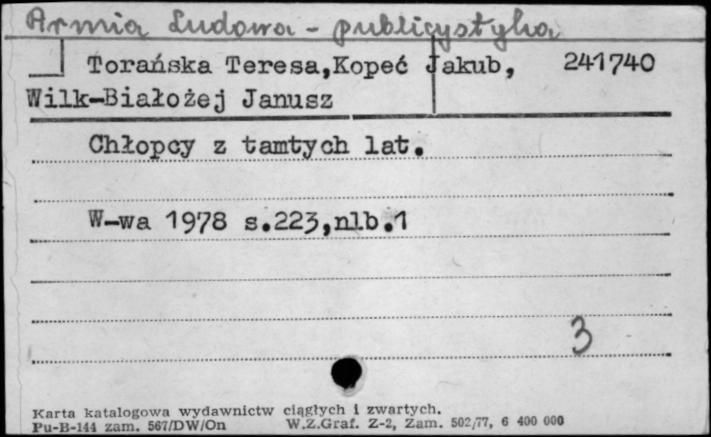 Armia Ludowa - publicystyka
Torańska Teresa,Kopeć Jakub, 241740
Wilk-Białożej Janusz
Chłopcy z tamtych lat.
W-wa 1978 s.223,nlb.1
3
Karta katalogowa wydawnictw ciągłych i zwartych.
Pu-B-144 zam. 567/DW/On W.Z.Graf. Z-2, Zam. 502/77, 6 400 000